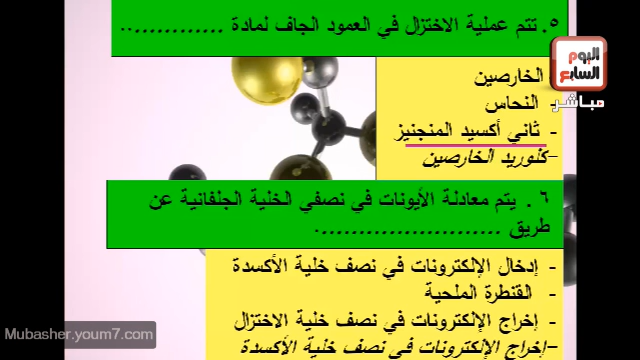 ٥. تتم عملية الاختزال في العمود الجاف لمادة .............
اليوم السابع
مباشر
الخارصين
- النحاس
- ثاني أكسيد المنجنيز
- كلوريد الخارصين
٦ . يتم معادلة الأيونات في نصفي الخلية الجلفانية عن
طريق .........................
- إدخال الإلكترونات في نصف خلية الأكسدة
- القنطرة الملحية
- إخراج الإلكترونات في نصف خلية الاختزال
- إخراج الإلكترونات في نصف خلية الأكسدة
Mubasher.youm7.com